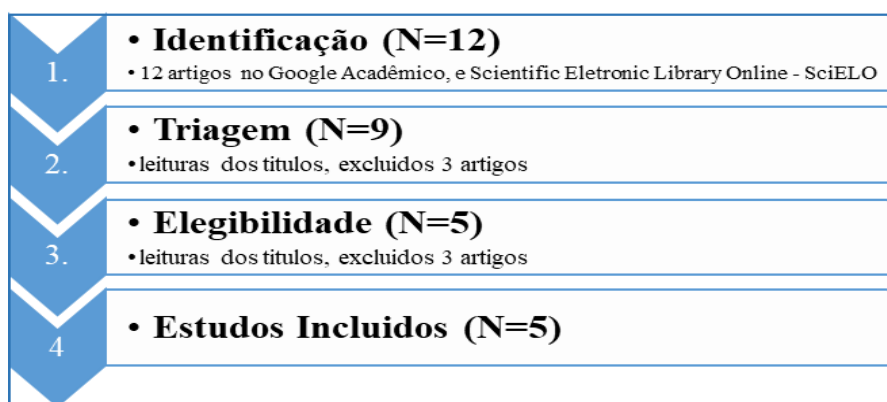 1.
• Identificação (N=12)
• 12 artigos no Google Acadêmico, e Scientific Eletronic Library Online - SciELO
2.
• Triagem (N=9)
• leituras dos titulos, excluidos 3 artigos
3.
• Elegibilidade (N=5)
• leituras dos titulos, excluidos 3 artigos
4
• Estudos Incluidos (N=5)